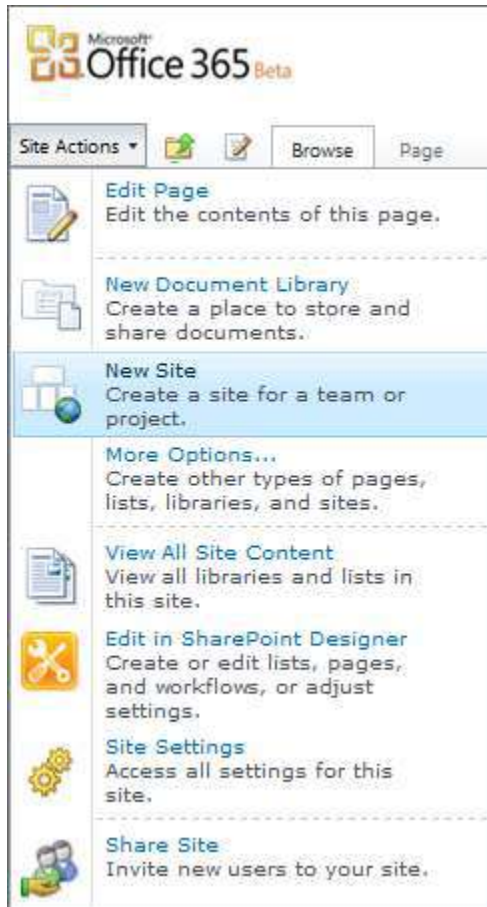 Microsoft®
Office 365 Beta
Site Actions Browse Page
Edit Page
Edit the contents of this page.
New Document Library
Create a place to store and
share documents.
New Site
Create a site for a team or
project.
More Options...
Create other types of pages,
lists, libraries, and sites.
View All Site Content
View all libraries and lists in
this site.
Edit in SharePoint Designer
Create or edit lists, pages,
and workflows, or adjust
settings.
Site Settings
Access all settings for this
site.
Share Site
Invite new users to your site.